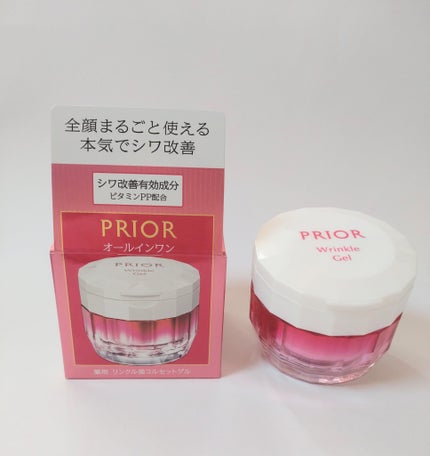 全顔まるごと使える
本気でシワ改善
シワ改善有効成分
ビタミンPP配合
PRIOR
オールインワン
PRIOR
Wrinkle
Gel
薬用 リンクル美コルセットゲル
PRIOR
Wrinkle
Gel